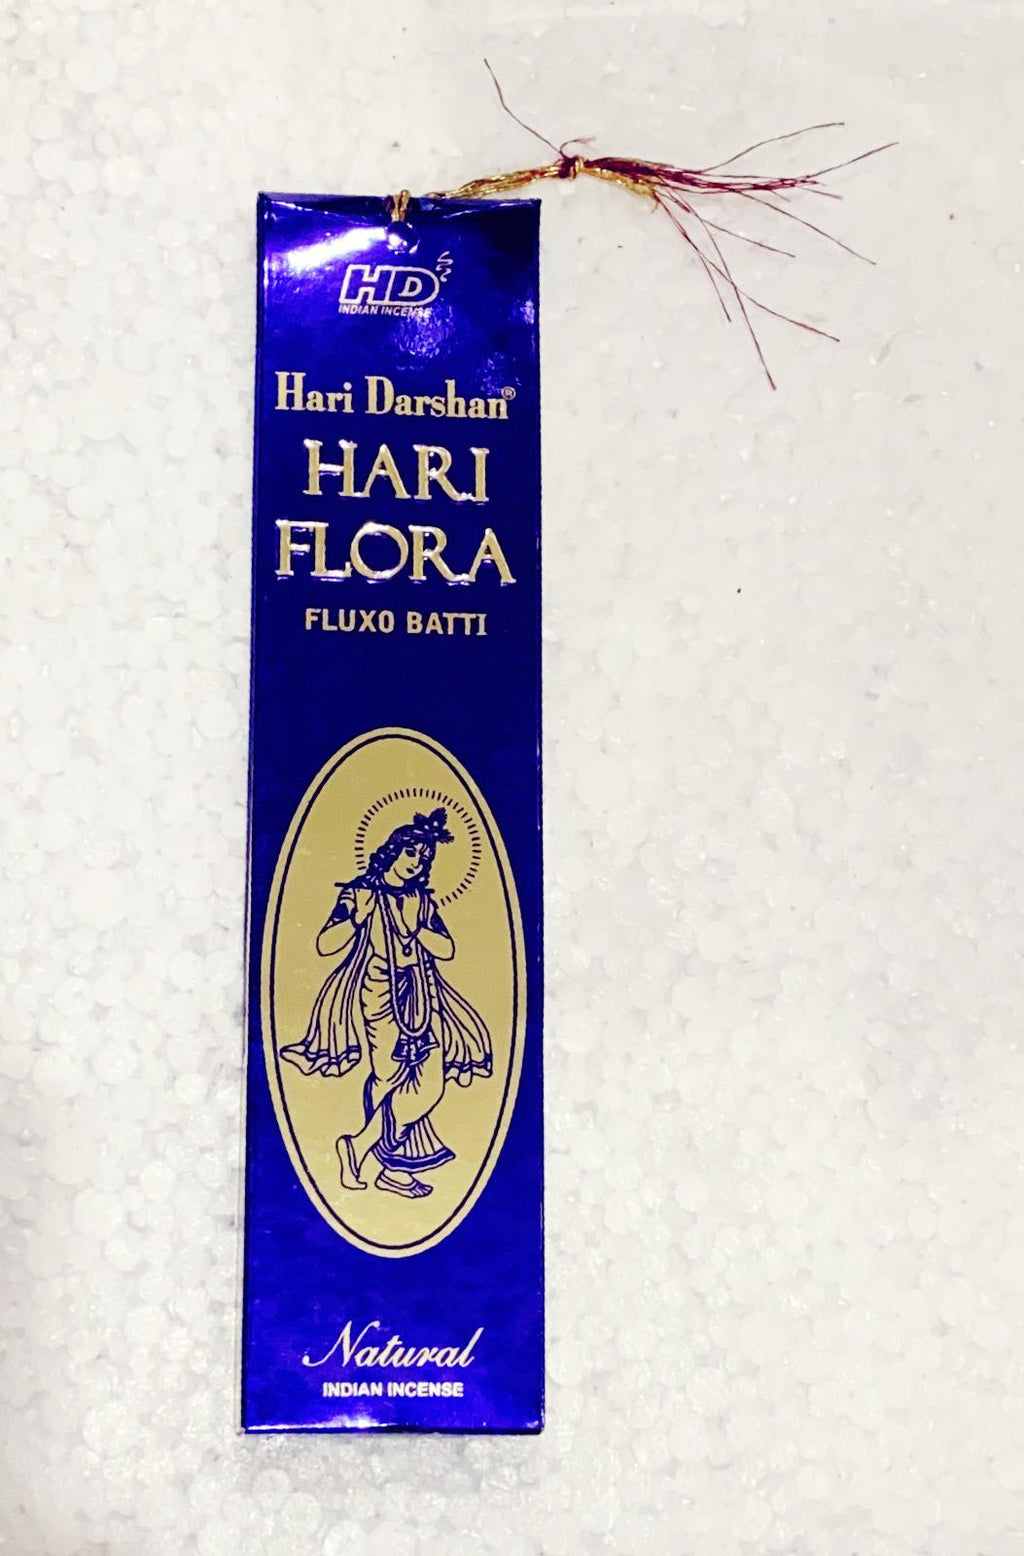 HD
INDIAN INCENSE
Hari Darshan®
HARI
FLORA
FLUXO BATTI
Natural
INDIAN INCENSE